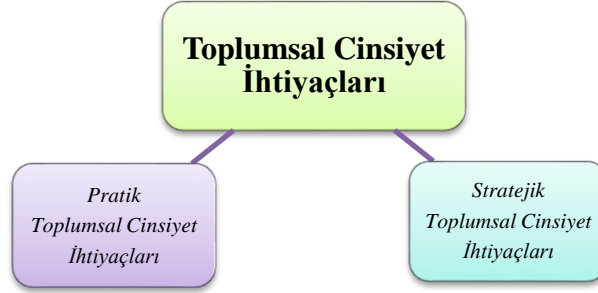 Toplumsal Cinsiyet
İhtiyaçları
Pratik
Toplumsal Cinsiyet
İhtiyaçları
Stratejik
Toplumsal Cinsiyet
İhtiyaçları